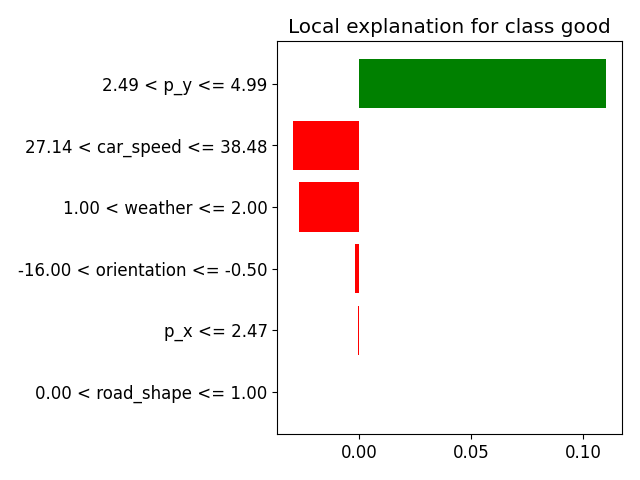 Local explanation for class good
2.49 < p_y <= 4.99
27.14 < car_speed <= 38.48
1.00 < weather <= 2.00
-16.00 < orientation <= -0.50
p_x <= 2.47
0.00 < road_shape <= 1.00
0.00 0.05 0.10